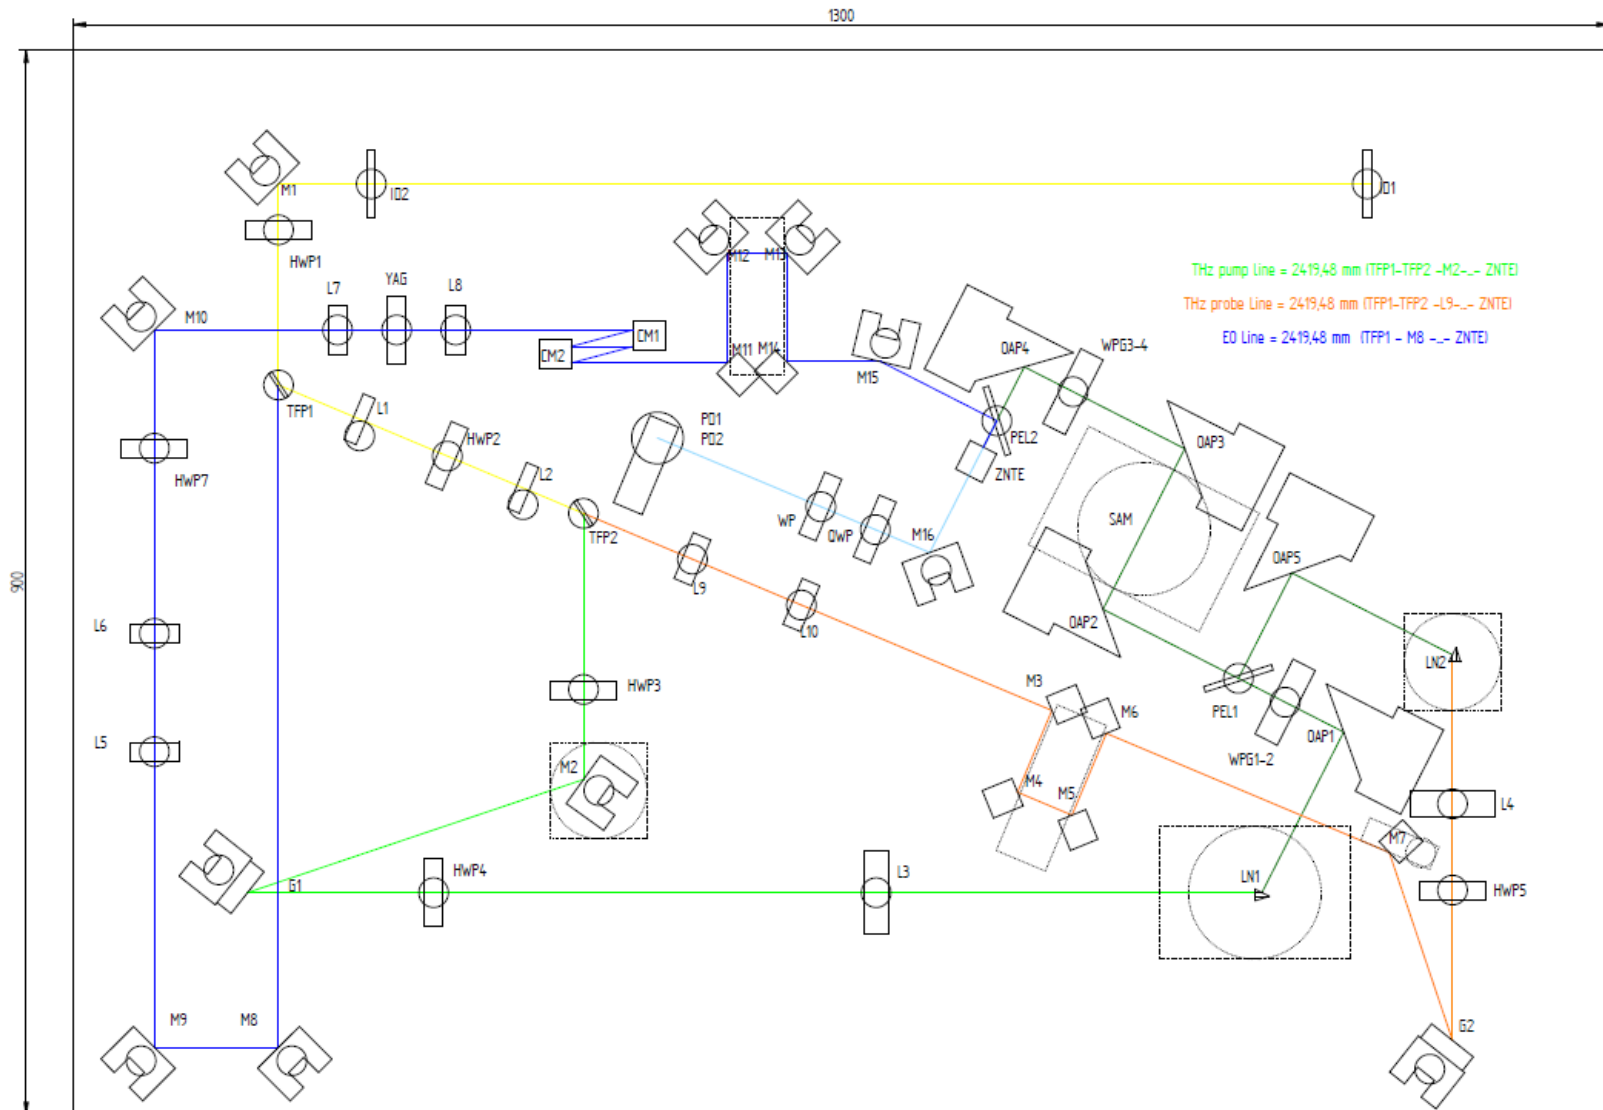 1300
900
M1
ID2
ID1
HWP1
THz pump line = 2419,48 mm (TFP1-TFP2 -M2-_- ZNTE)
THz probe Line = 2419,48 mm (TFP1-TFP2 -L9-_- ZNTE)
EO Line = 2419,48 mm (TFP1 - M8 -_- ZNTE)
M12
M13
L7
YAG
L8
M10
CM1
CM2
M11
M14
M15
OAP4
WPG3-4
TFP1
L1
HWP2
PD1
PD2
PEL2
OAP3
HWP7
L2
ZNTE
TFP2
WP
QWP
M16
SAM
OAP5
L9
L10
OAP2
L6
LN2
HWP3
M3
M6
PEL1
OAP1
L5
M2
WPG1-2
M4
M5
L4
M7
HWP4
L3
LN1
G1
HWP5
M9
M8
G2